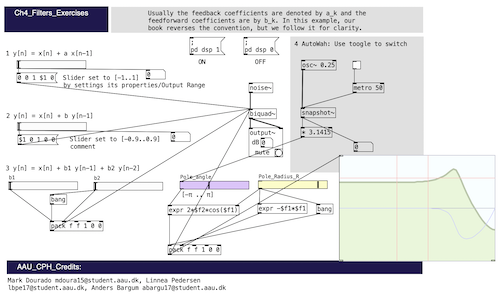 Ch4_Filters_Exercises
Usually the feedback coefficients are denoted by a_k and the
feedforward coefficients are by b_k. In this example, our
book reverses the convention, but we follow it for clarity.
pd dsp 1
pd dsp 0
ON
OFF
4 AutoWah: Use toogle to switch
1 y[n] = x[n] + a x[n-1]
osc~ 0.25
0
0 0 1 $1 0
Slider set to [-1..1]
by settings its properties/Output Range
noise~
metro 50
2 y[n] = x[n] + b y[n-1]
biquad~
snapshot~
$1 0 1 0 0
Slider set to [-0.9..0.9]
comment
0
output~
dB 0
mute
+ 3.1415
0
3 y[n] = x[n] + b1 y[n-1] + b2 y[n-2]
b1
b2
Pole_angle
Pole_Radius_R
[-π .. π]
bang
expr 2*$f2*cos($f1)
expr -$f1*$f1
bang
pack f f 1 0 0
pack f f 1 0 0
AAU_CPH_Credits:
Mark Dourado mdoura15@student.aau.dk, Linnea Pedersen
lbpe17@student.aau.dk, Anders Bargum abargu17@student.aau.dk